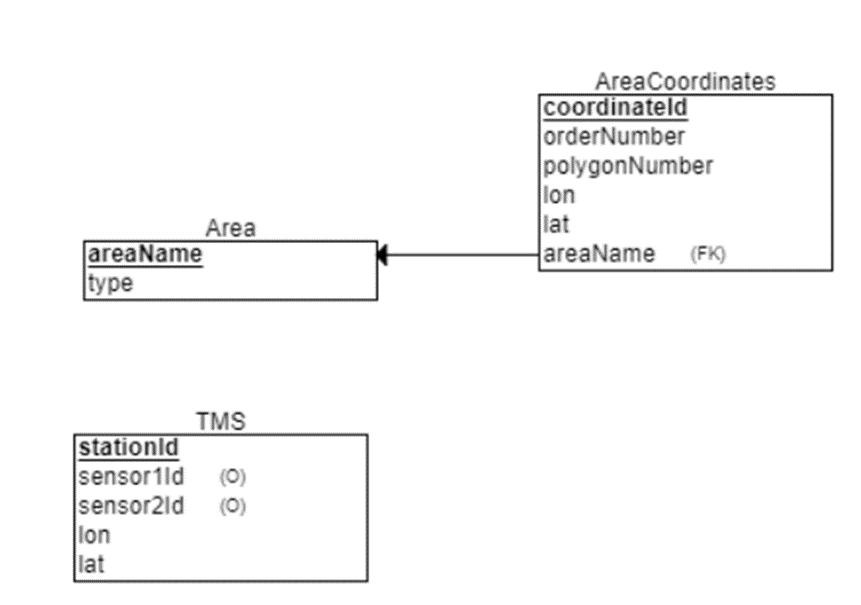 AreaCoordinates
coordinateId
orderNumber
polygonNumber
lon
lat
areaName (FK)
Area
areaName
type
TMS
stationId
sensor1Id (O)
sensor2Id (O)
lon
lat